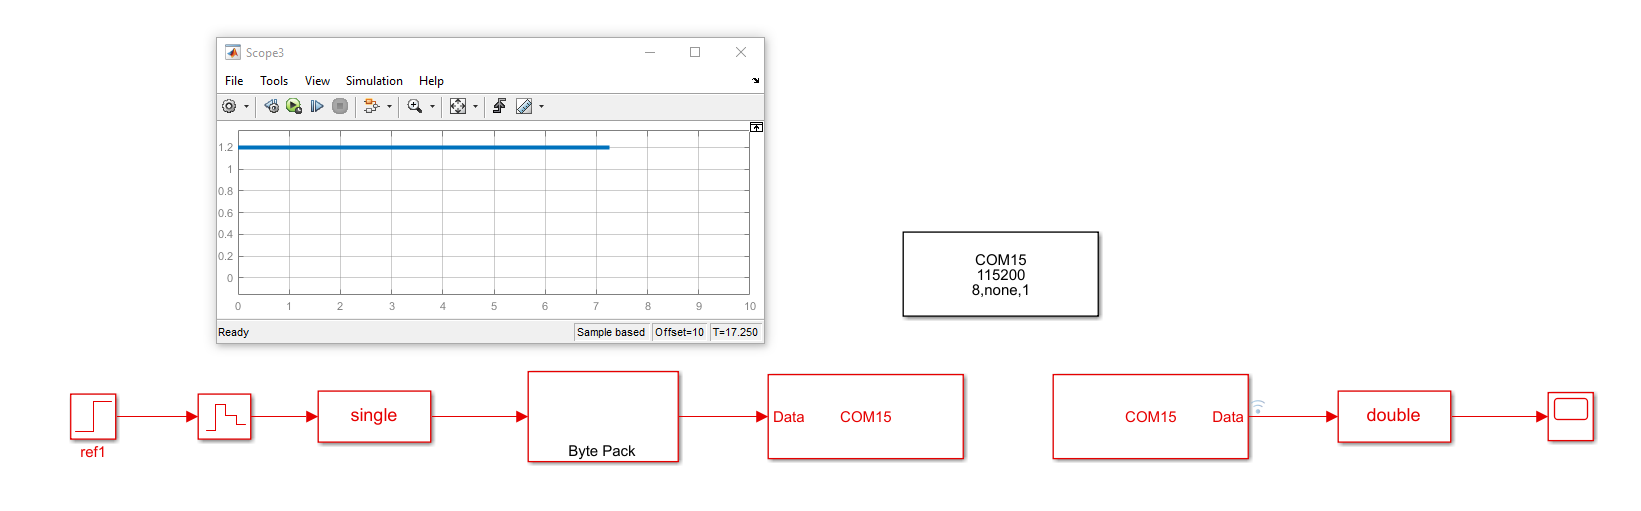 Scope3
File Tools View Simulation Help
1.2
1
0.8
0.6
0.4
0.2
0
0 1 2 3 4 5 6 7 8 9 10
Ready Sample based Offset=10 T=17.250
COM15
115200
8,none,1
ref1
single
Byte Pack
Data COM15
COM15 Data
double